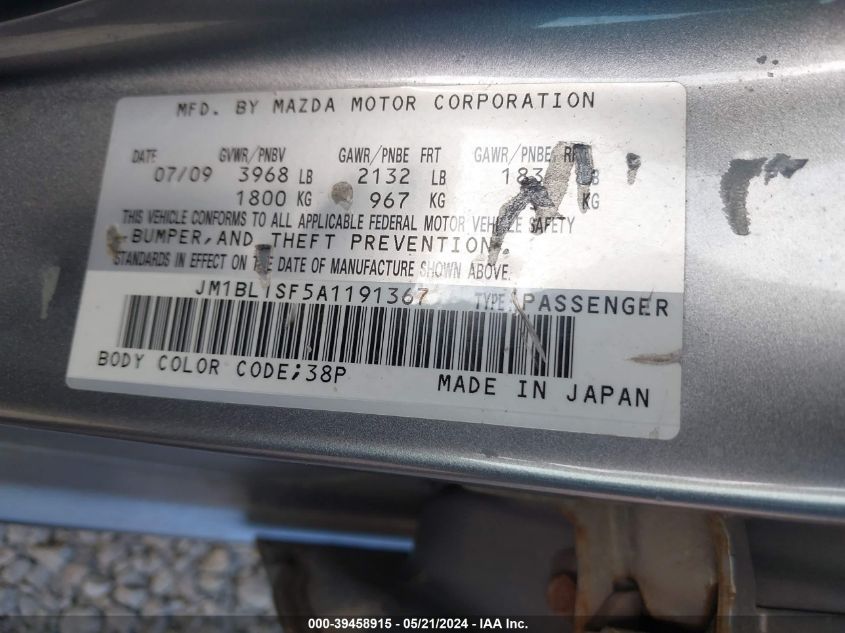 MFD. BY MAZDA MOTOR CORPORATION
DATE GVWR/PNBV GAWR/PNBE FRT GAWR/PNBE
07/09 3968 LB 2132 LB
1800 KG 967 KG KG
THIS VEHICLE CONFORMS TO ALL APPLICABLE FEDERAL MOTOR VEHICLE SAFETY
BUMPER, AND THEFT PREVENTION.
STANDARDS IN EFFECT ON THE DATE OF MANUFACTURE SHOWN ABOVE.
JM1BL1SF5A1191367 TYPE: PASSENGER
BODY COLOR CODE;38P
MADE IN JAPAN
000-39458915 - 05/21/2024 - IAA Inc.